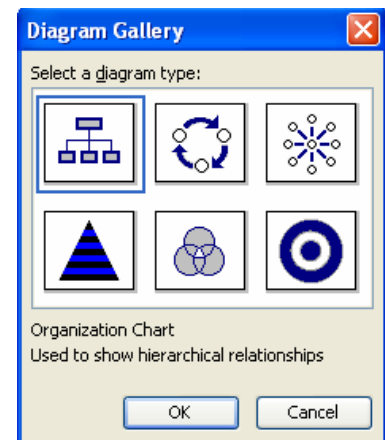 Diagram Gallery
Select a diagram type:
Organization Chart
Used to show hierarchical relationships
OK
Cancel